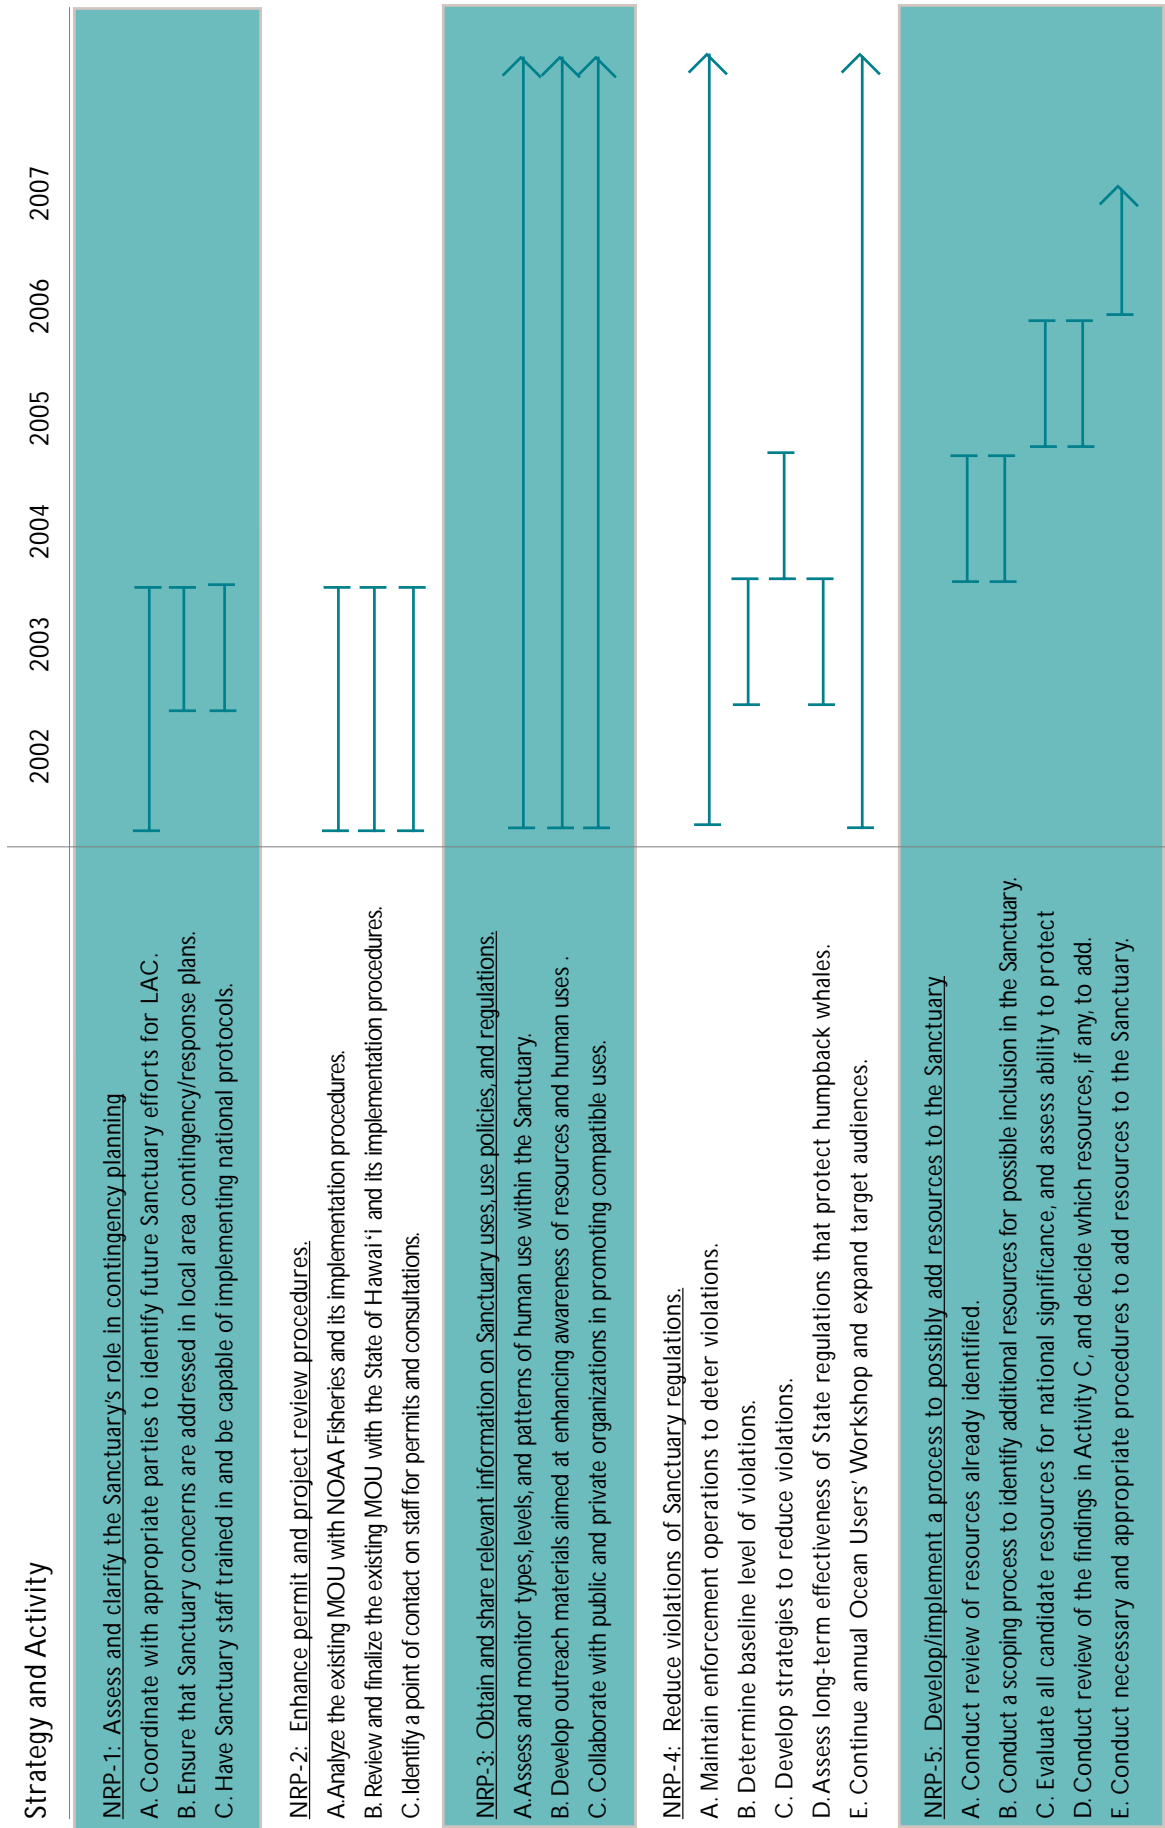 Strategy and Activity
2002 2003 2004 2005 2006 2007
NRP-1: Assess and clarify the Sanctuary's role in contingency planning
A. Coordinate with appropriate parties to identify future Sanctuary efforts for LAC.
B. Ensure that Sanctuary concerns are addressed in local area contingency/response plans.
C. Have Sanctuary staff trained in and be capable of implementing national protocols.
NRP-2: Enhance permit and project review procedures.
A. Analyze the existing MOU with NOAA Fisheries and its implementation procedures.
B. Review and finalize the existing MOU with the State of Hawai‘i and its implementation procedures.
C. Identify a point of contact on staff for permits and consultations.
NRP-3: Obtain and share relevant information on Sanctuary uses, use policies, and regulations.
A. Assess and monitor types, levels, and patterns of human use within the Sanctuary.
B. Develop outreach materials aimed at enhancing awareness of resources and human uses .
C. Collaborate with public and private organizations in promoting compatible uses.
NRP-4: Reduce violations of Sanctuary regulations.
A. Maintain enforcement operations to deter violations.
B. Determine baseline level of violations.
C. Develop strategies to reduce violations.
D. Assess long-term effectiveness of State regulations that protect humpback whales.
E. Continue annual Ocean Users' Workshop and expand target audiences.
NRP-5: Develop/implement a process to possibly add resources to the Sanctuary
A. Conduct review of resources already identified.
B. Conduct a scoping process to identify additional resources for possible inclusion in the Sanctuary.
C. Evaluate all candidate resources for national significance, and assess ability to protect
D. Conduct review of the findings in Activity C, and decide which resources, if any, to add.
E. Conduct necessary and appropriate procedures to add resources to the Sanctuary.